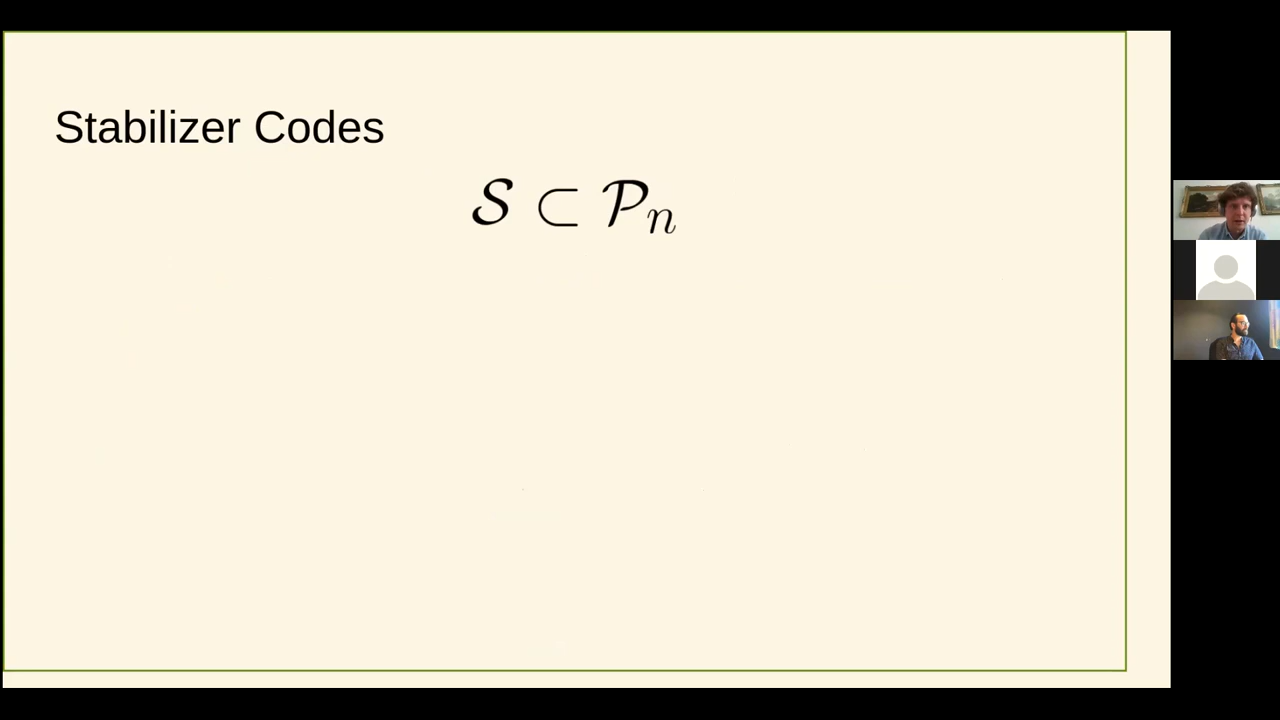 Stabilizer Codes
𝒮 ⊂ 𝒫ₙ